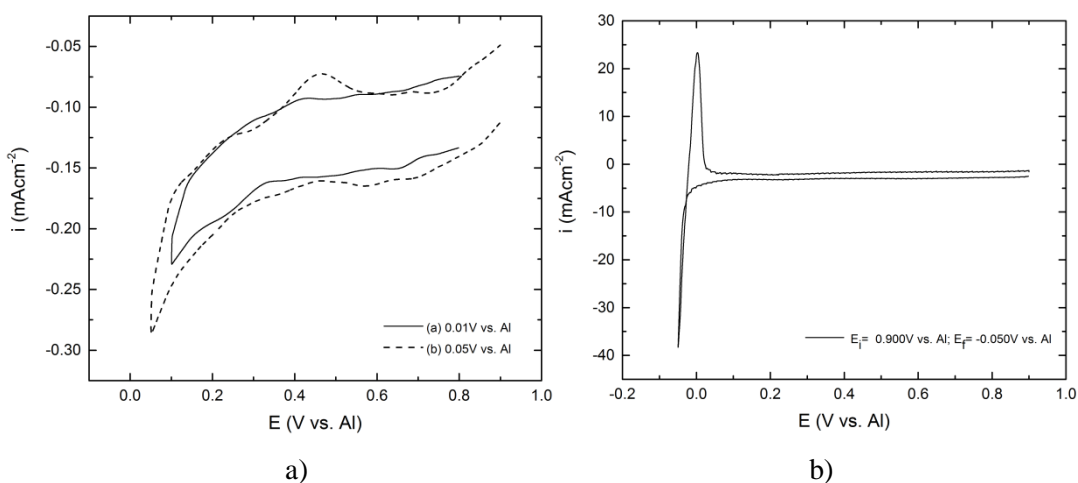 a)
-0.05
-0.10
-0.15
-0.20
-0.25
-0.30
i (mAcm-2)
(a) 0.01V vs. Al
(b) 0.05V vs. Al
0.0 0.2 0.4 0.6 0.8 1.0
E (V vs. Al)
a)
b)
30
20
10
0
-10
-20
-30
-40
i (mAcm-2)
Ei= 0.900V vs. Al; Ef= -0.050V vs. Al
-0.2 0.0 0.2 0.4 0.6 0.8 1.0
E (V vs. Al)
b)